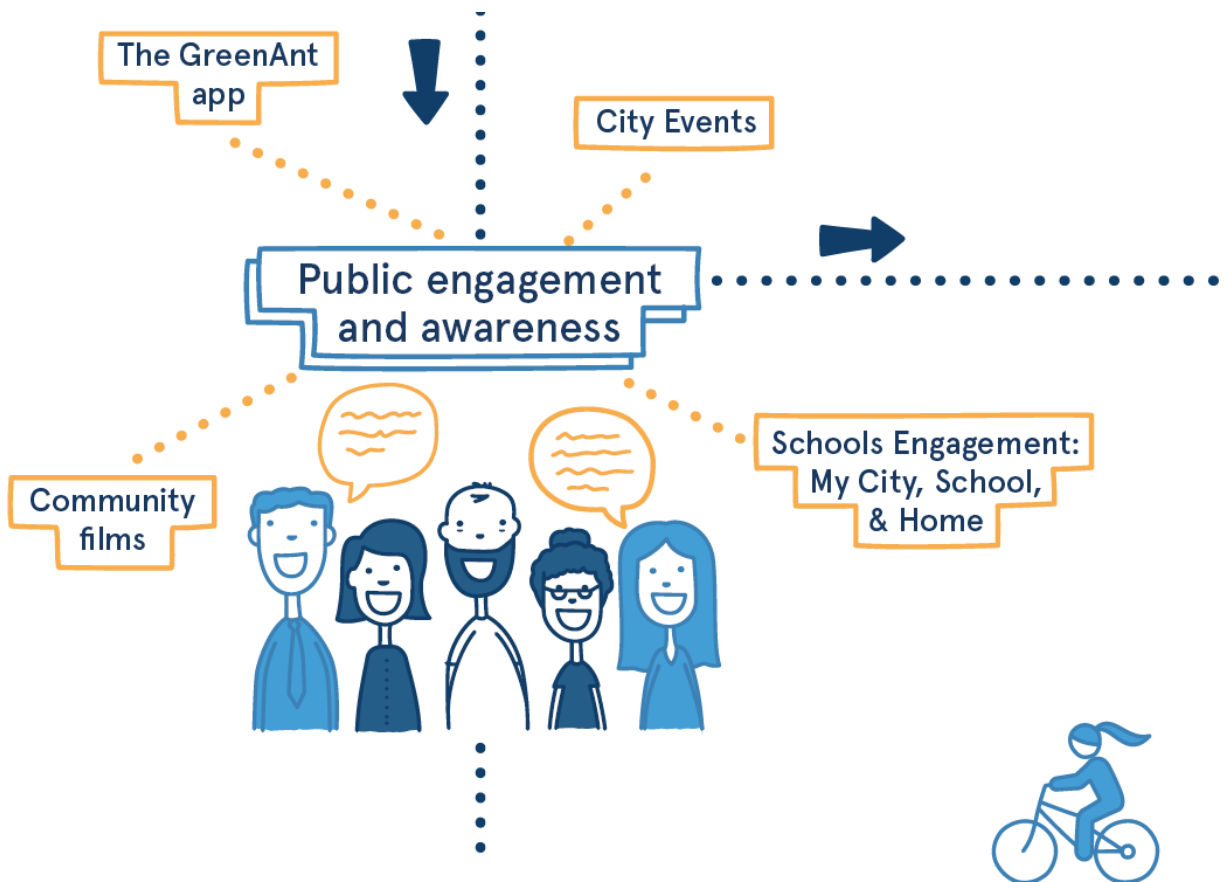 The GreenAnt
app
City Events
Public engagement
and awareness
Community
films
Schools Engagement:
My City, School,
& Home